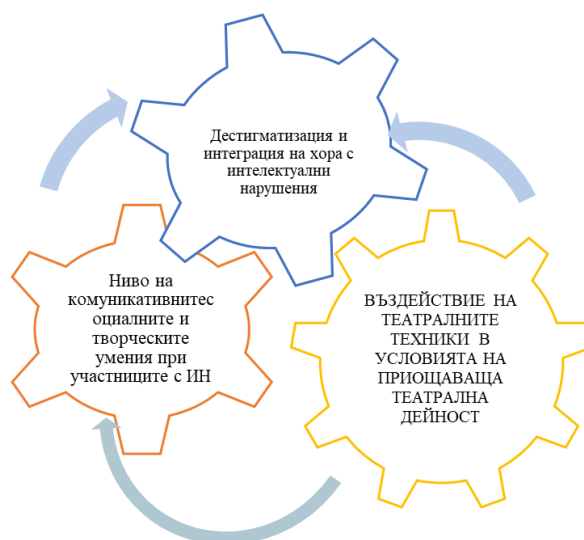 Дестигматизация и
интеграция на хора с
интелектуални
нарушения
Ниво на
комуникативнитес
оциалните и
творческите
умения при
участниците с ИН
ВЪЗДЕЙСТВИЕ НА
ТЕАТРАЛНИТЕ
ТЕХНИКИ В
УСЛОВИЯТА НА
ПРИОЩАВАЩА
ТЕАТРАЛНА
ДЕЙНОСТ